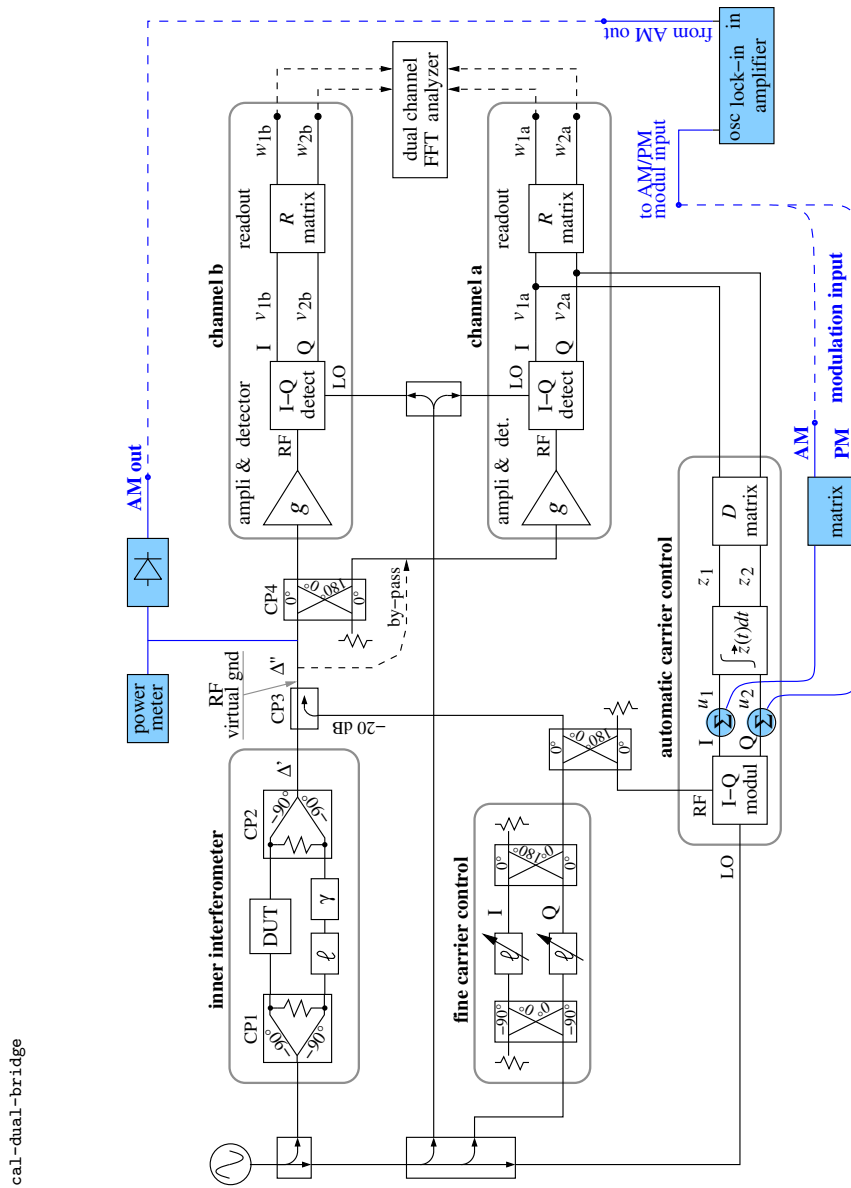 cal-dual-bridge
power
meter
AM out
from AM out
osc lock-in in
amplifier
to AM/PM
modul input
modulation input
AM
PM
matrix
inner interferometer
CP1
-90°
-90°
DUT
ℓ
γ
CP2
-90°
-90°
Δ'
RF
virtual gnd
CP3
-20 dB
Δ"
by-pass
CP4
0°
180°
0°
0°
channel b
ampli & detector
g
RF
I-Q
detect
LO
I
Q
v1b
v2b
readout
R
matrix
w1b
w2b
dual channel
FFT analyzer
channel a
ampli & det.
g
RF
I-Q
detect
LO
I
Q
v1a
v2a
readout
R
matrix
w1a
w2a
fine carrier control
-90°
0°
0°
-90°
I
Q
ℓ
ℓ
0°
180°
0°
0°
0°
180°
0°
0°
automatic carrier control
RF
LO
I-Q
modul
I
Q
u1
u2
Σ
Σ
∫ z⃗(t)dt
z1
z2
D
matrix